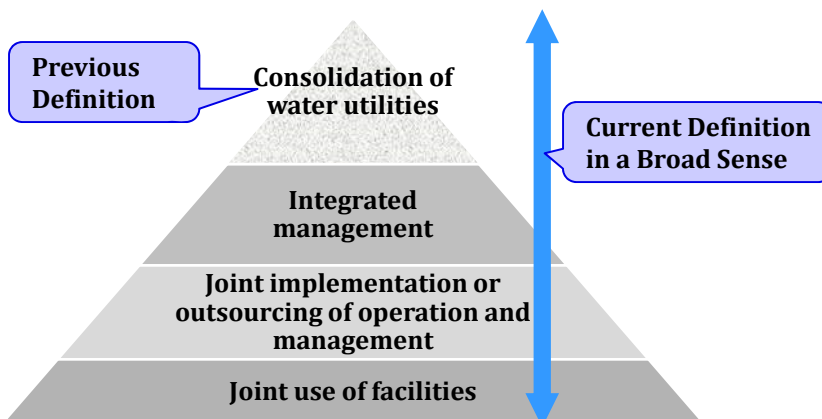 Previous
Definition
Consolidation of
water utilities
Current Definition
in a Broad Sense
Integrated
management
Joint implementation or
outsourcing of operation and
management
Joint use of facilities